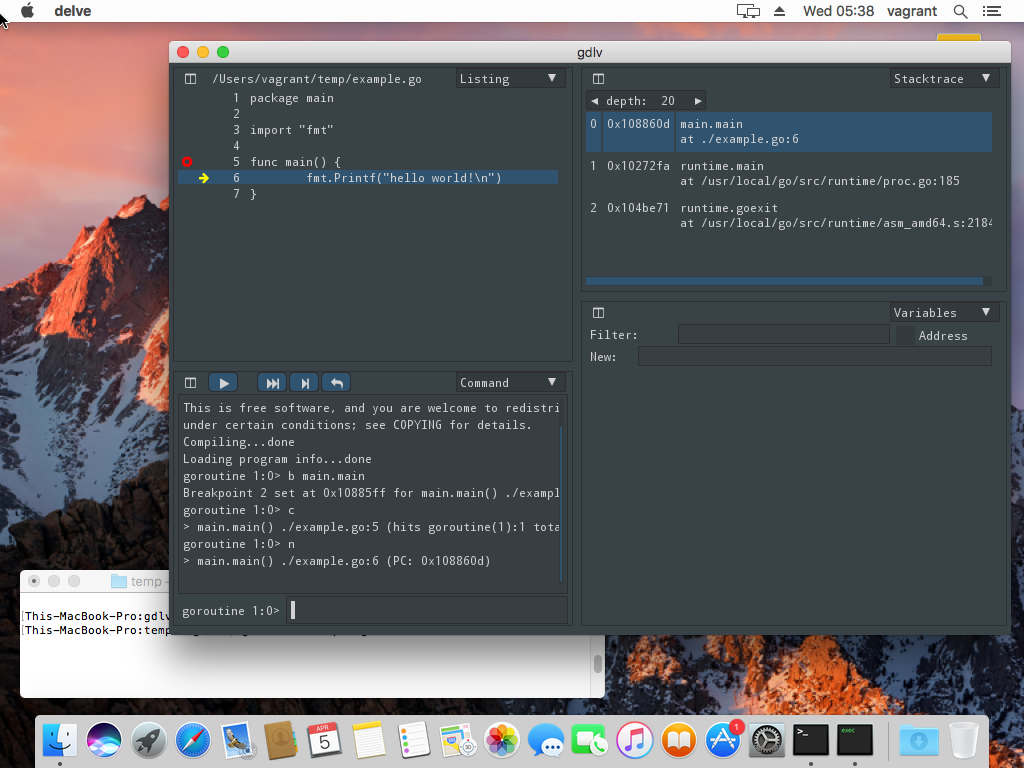 delve
Wed 05:38 vagrant
gdlv
/Users/vagrant/temp/example.go
Listing
1 package main
2
3 import "fmt"
4
5 func main() {
6 fmt.Printf("hello world!\n")
7 }
Stacktrace
depth: 20
0 0x108860d main.main
at ./example.go:6
1 0x10272fa runtime.main
at /usr/local/go/src/runtime/proc.go:185
2 0x104be71 runtime.goexit
at /usr/local/go/src/runtime/asm_amd64.s:2184
Variables
Filter:
Address
New:
Command
This is free software, and you are welcome to redistri
under certain conditions; see COPYING for details.
Compiling...done
Loading program info...done
goroutine 1:0> b main.main
Breakpoint 2 set at 0x10885ff for main.main() ./exampl
goroutine 1:0> c
> main.main() ./example.go:5 (hits goroutine(1):1 tota
goroutine 1:0> n
> main.main() ./example.go:6 (PC: 0x108860d)
goroutine 1:0>
temp
[This-MacBook-Pro:gdlv
[This-MacBook-Pro:temp
APR
5
1
>_
exec